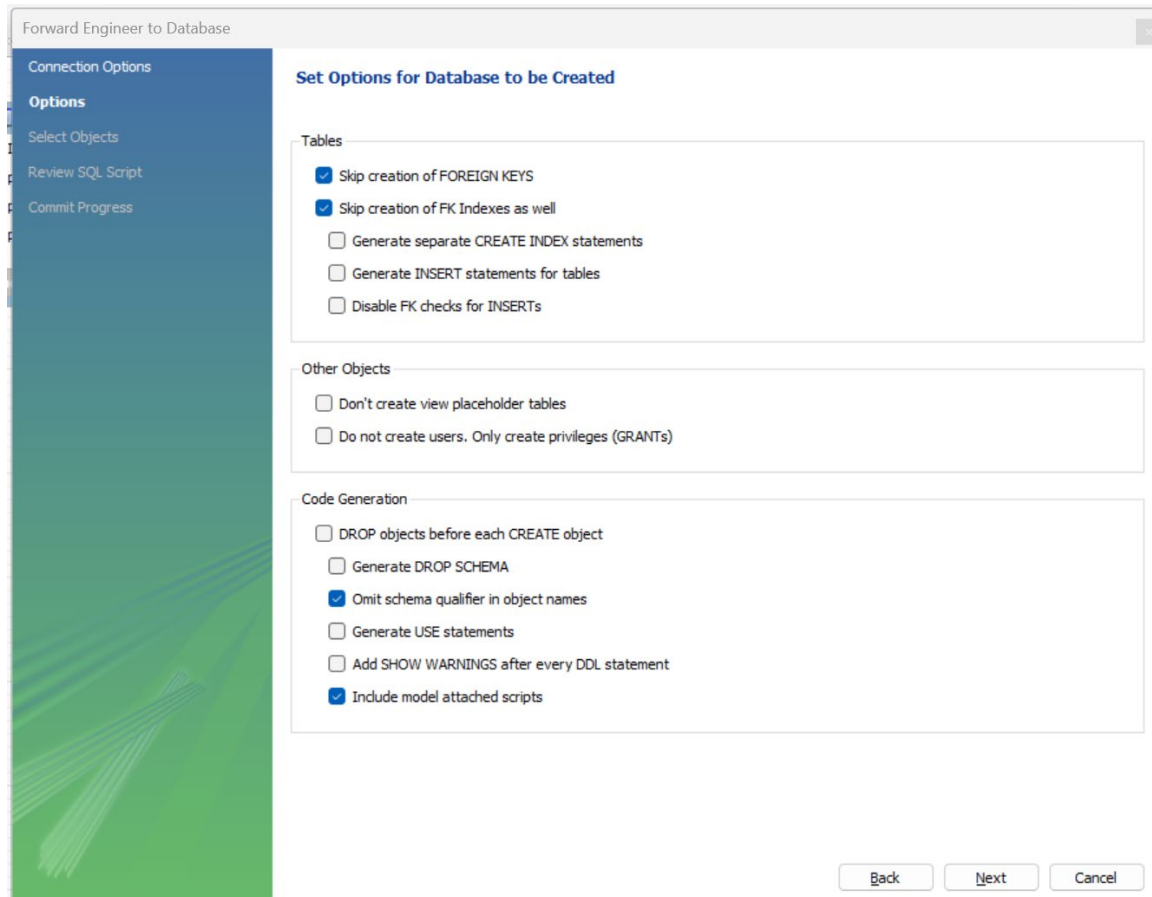 Forward Engineer to Database
Connection Options
Options
Select Objects
Review SQL Script
Commit Progress
Set Options for Database to be Created
Tables
Skip creation of FOREIGN KEYS
Skip creation of FK Indexes as well
Generate separate CREATE INDEX statements
Generate INSERT statements for tables
Disable FK checks for INSERTs
Other Objects
Don't create view placeholder tables
Do not create users. Only create privileges (GRANTs)
Code Generation
DROP objects before each CREATE object
Generate DROP SCHEMA
Omit schema qualifier in object names
Generate USE statements
Add SHOW WARNINGS after every DDL statement
Include model attached scripts
Back Next Cancel